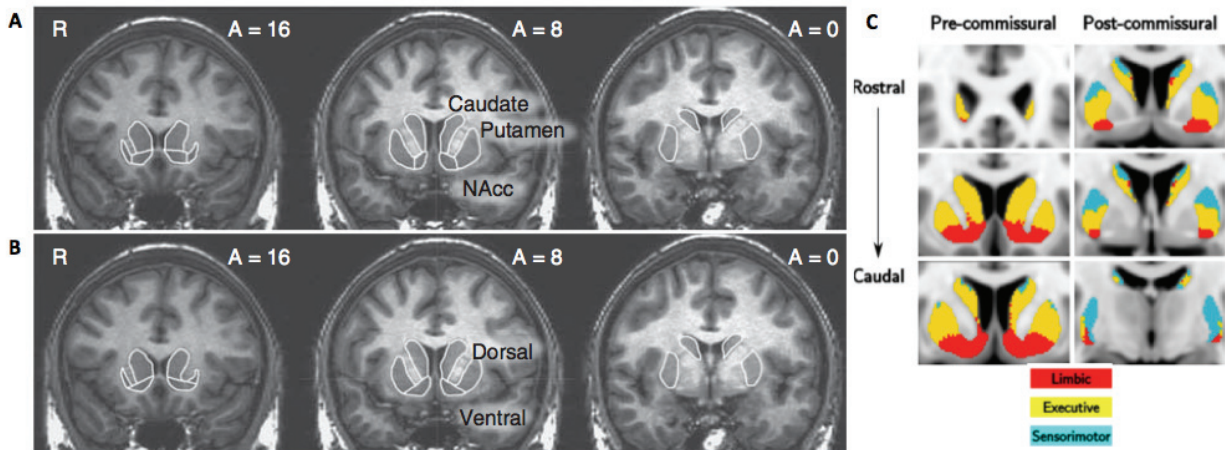 A
R
A = 16
A = 8
A = 0
Caudate
Putamen
NAcc
B
R
A = 16
A = 8
A = 0
Dorsal
Ventral
C
Pre-commissural
Post-commissural
Rostral
Caudal
Limbic
Executive
Sensorimotor